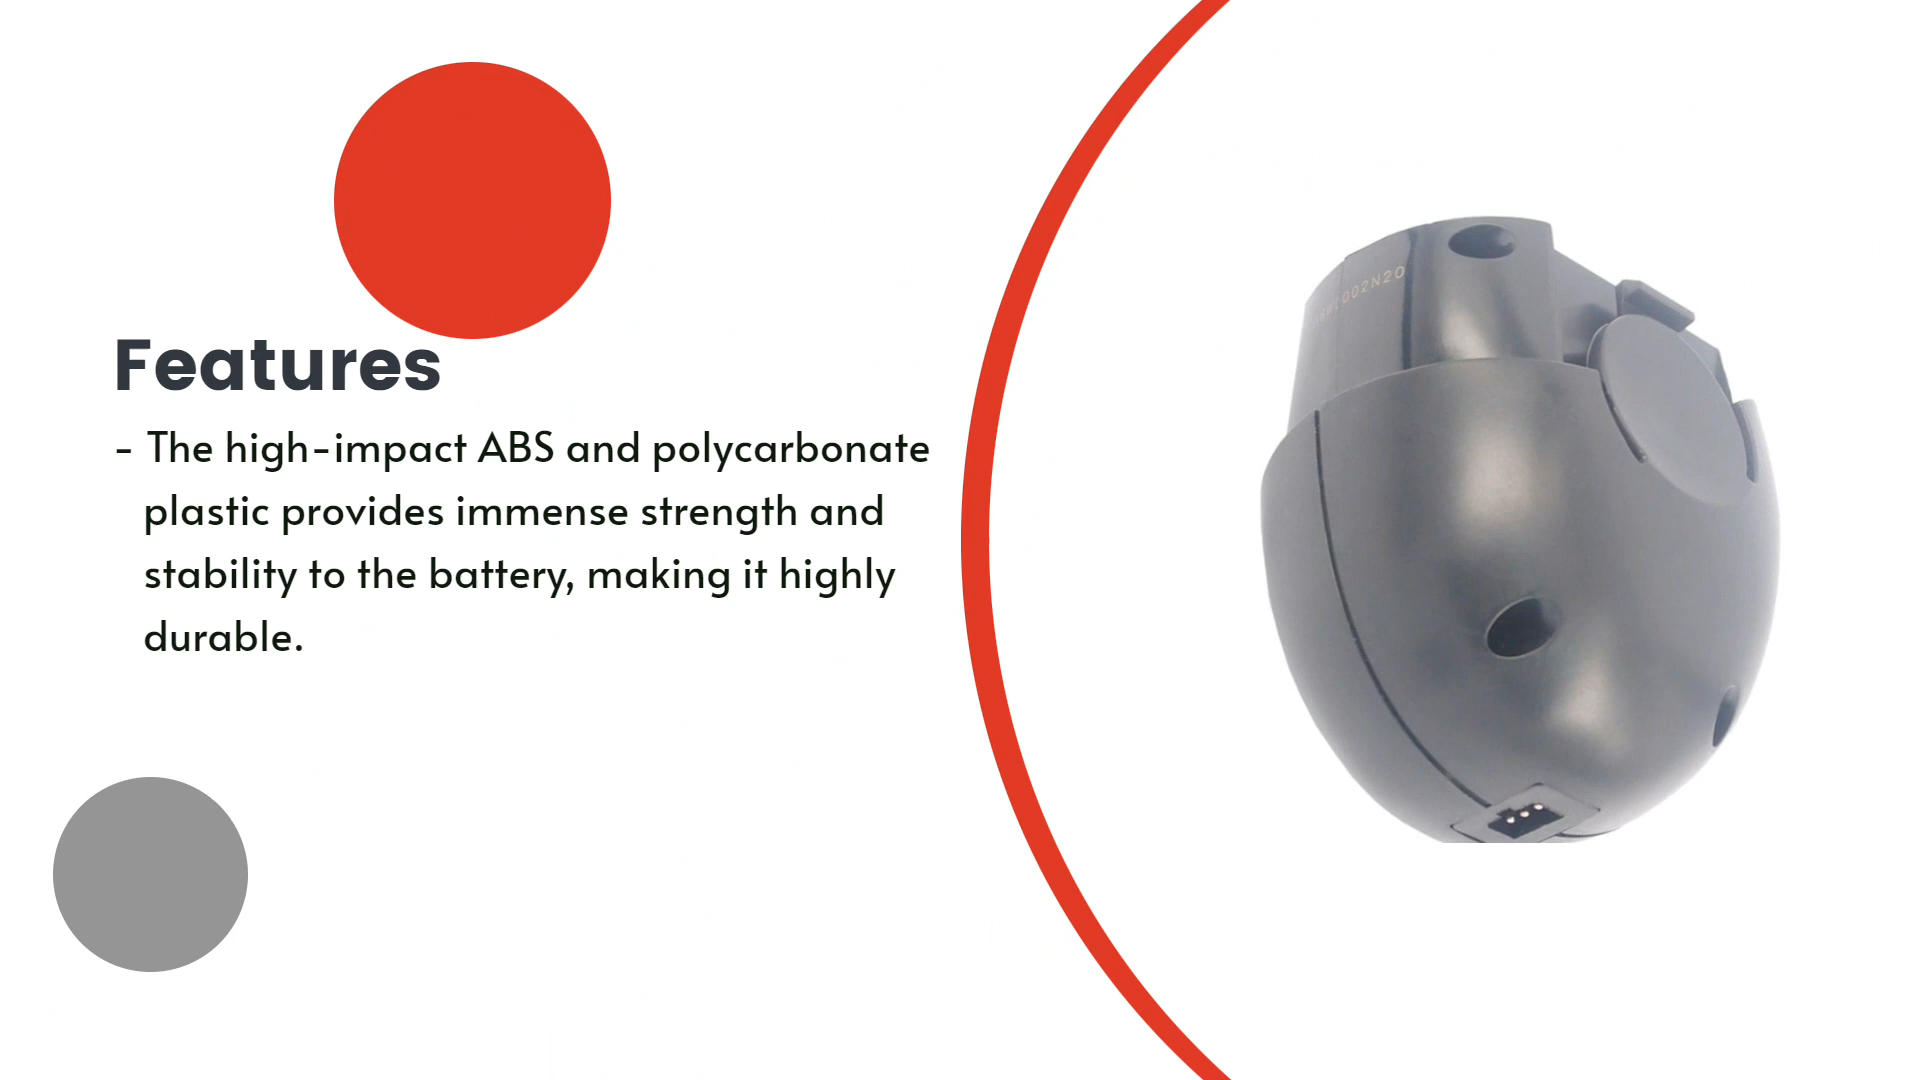 Features
- The high-impact ABS and polycarbonate
plastic provides immense strength and
stability to the battery, making it highly
durable.